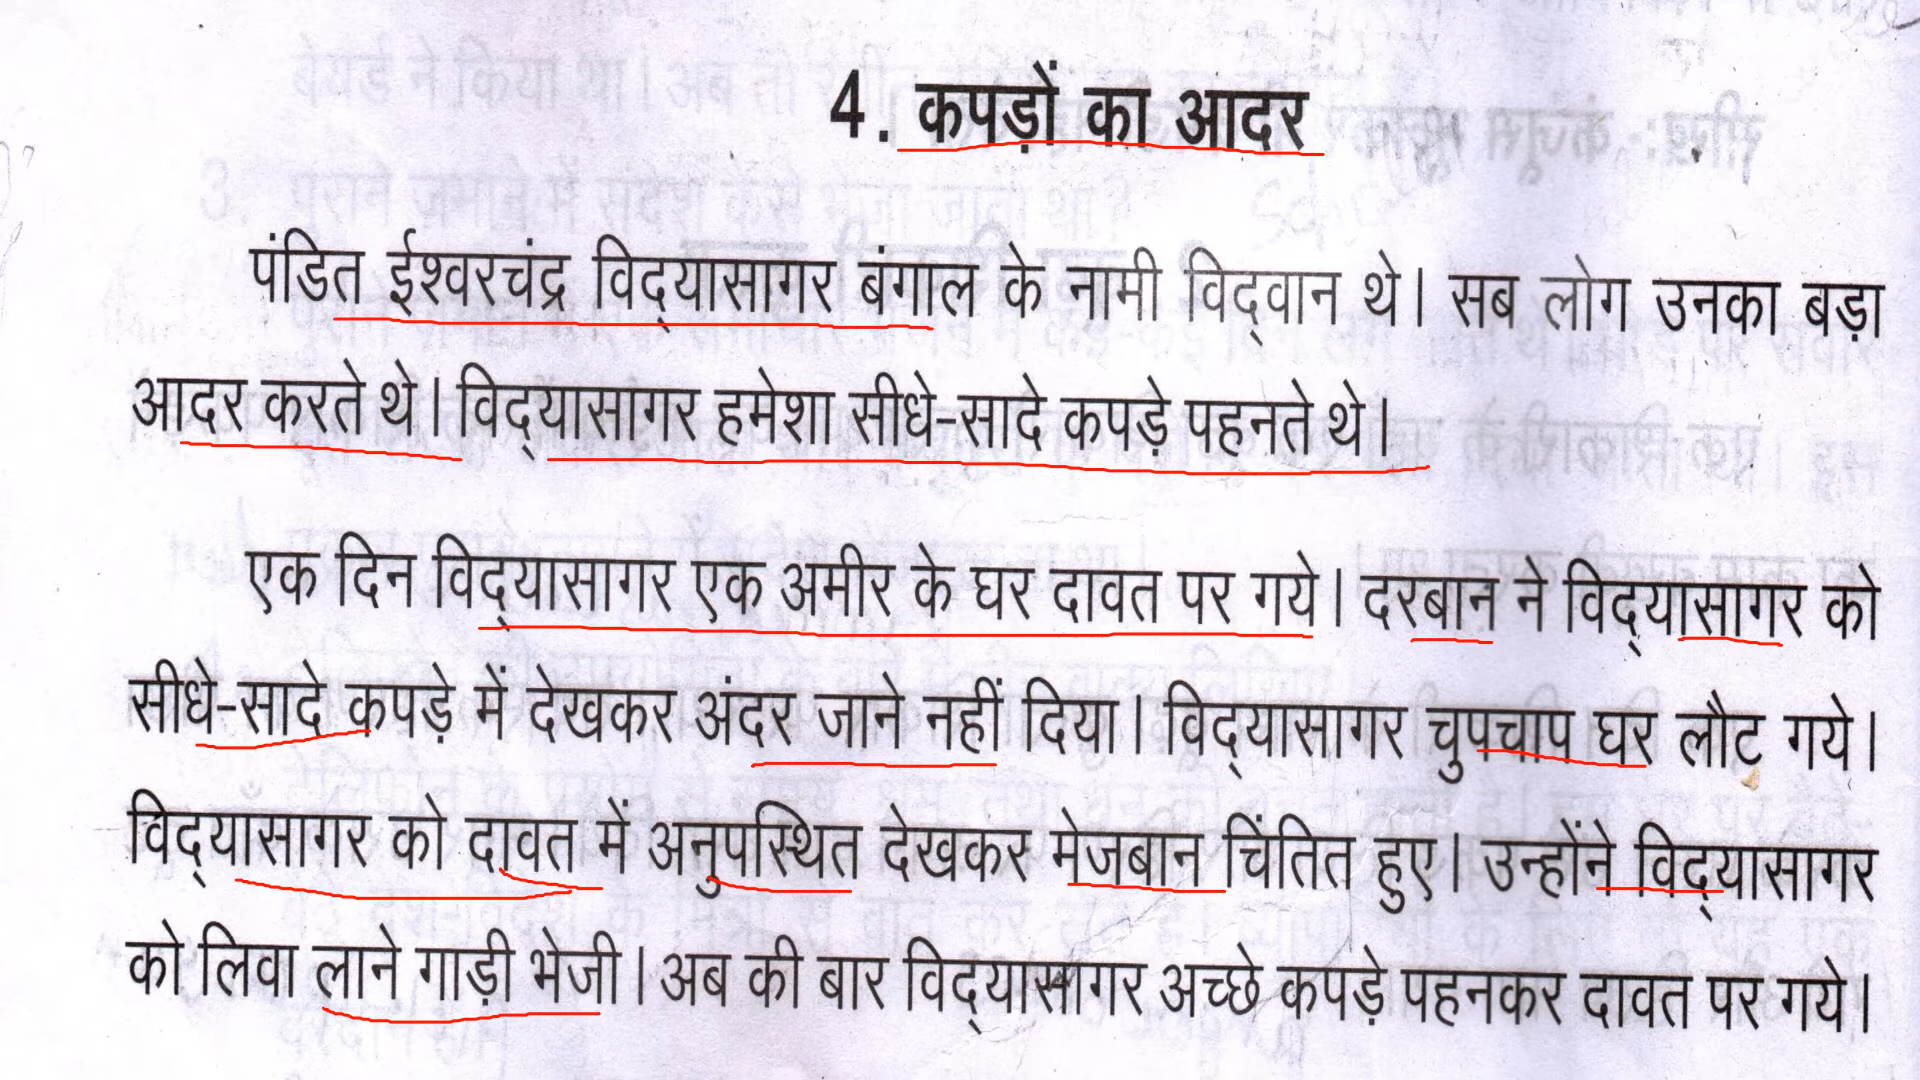 4. कपड़ों का आदर
पंडित ईश्वरचंद्र विद्‌यासागर बंगाल के नामी विद्‌वान थे। सब लोग उनका बड़ा
आदर करते थे। विद्‌यासागर हमेशा सीधे-सादे कपड़े पहनते थे।
एक दिन विद्‌यासागर एक अमीर के घर दावत पर गये। दरबान ने विद्‌यासागर को
सीधे-सादे कपड़े में देखकर अंदर जाने नहीं दिया। विद्‌यासागर चुपचाप घर लौट गये।
विद्‌यासागर को दावत में अनुपस्थित देखकर मेजबान चिंतित हुए। उन्होंने विद्‌यासागर
को लिवा लाने गाड़ी भेजी। अब की बार विद्‌यासागर अच्छे कपड़े पहनकर दावत पर गये।